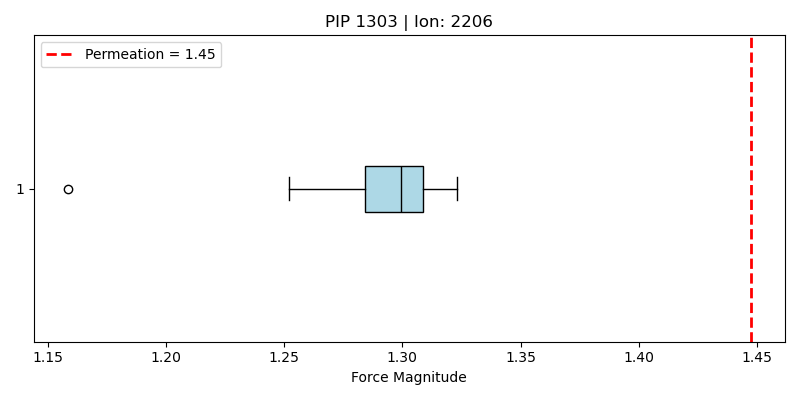 PIP 1303 | Ion: 2206
Permeation = 1.45
1
1.15 1.20 1.25 1.30 1.35 1.40 1.45
Force Magnitude